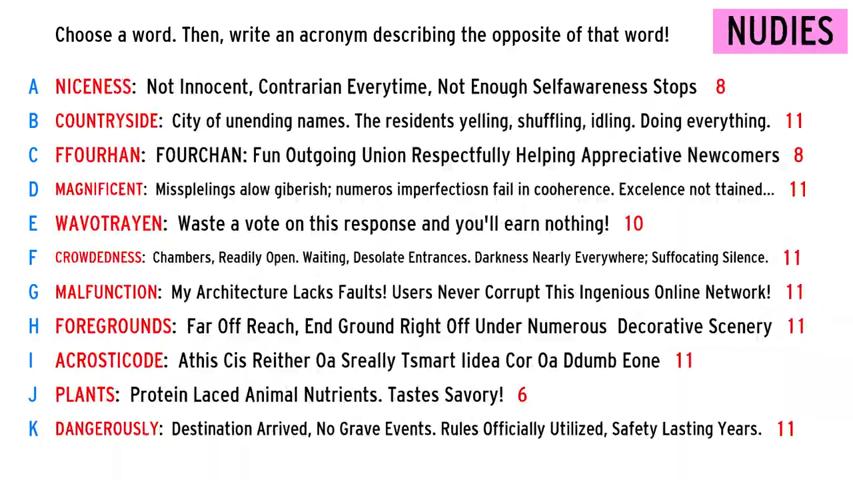 Choose a word. Then, write an acronym describing the opposite of that word!
NUDIES
A NICENESS: Not Innocent, Contrarian Everytime, Not Enough Selfawareness Stops 8
B COUNTRYSIDE: City of unending names. The residents yelling, shuffling, idling. Doing everything. 11
C FFOURHAN: FOURCHAN: Fun Outgoing Union Respectfully Helping Appreciative Newcomers 8
D MAGNIFICENT: Missplelings alow giberish; numeros imperfectiosn fail in cooherence. Excelence not ttained... 11
E WAVOTRAYEN: Waste a vote on this response and you'll earn nothing! 10
F CROWDEDNESS: Chambers, Readily Open. Waiting, Desolate Entrances. Darkness Nearly Everywhere; Suffocating Silence. 11
G MALFUNCTION: My Architecture Lacks Faults! Users Never Corrupt This Ingenious Online Network! 11
H FOREGROUNDS: Far Off Reach, End Ground Right Off Under Numerous Decorative Scenery 11
I ACROSTICODE: Athis Cis Reither Oa Sreally Tsmart Iidea Cor Oa Ddumb Eone 11
J PLANTS: Protein Laced Animal Nutrients. Tastes Savory! 6
K DANGEROUSLY: Destination Arrived, No Grave Events. Rules Officially Utilized, Safety Lasting Years. 11